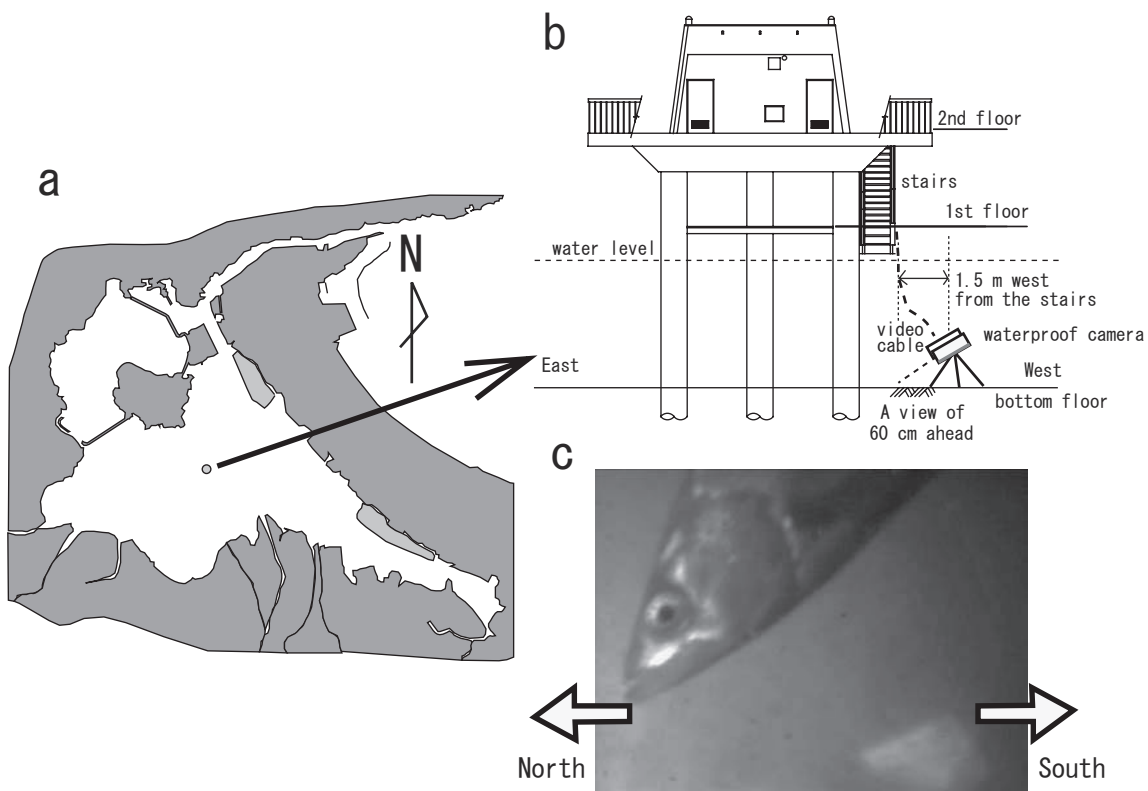 a
N
b
2nd floor
stairs
1st floor
water level
1.5 m west
from the stairs
video
cable
waterproof camera
East
West
bottom floor
A view of
60 cm ahead
c
North
South